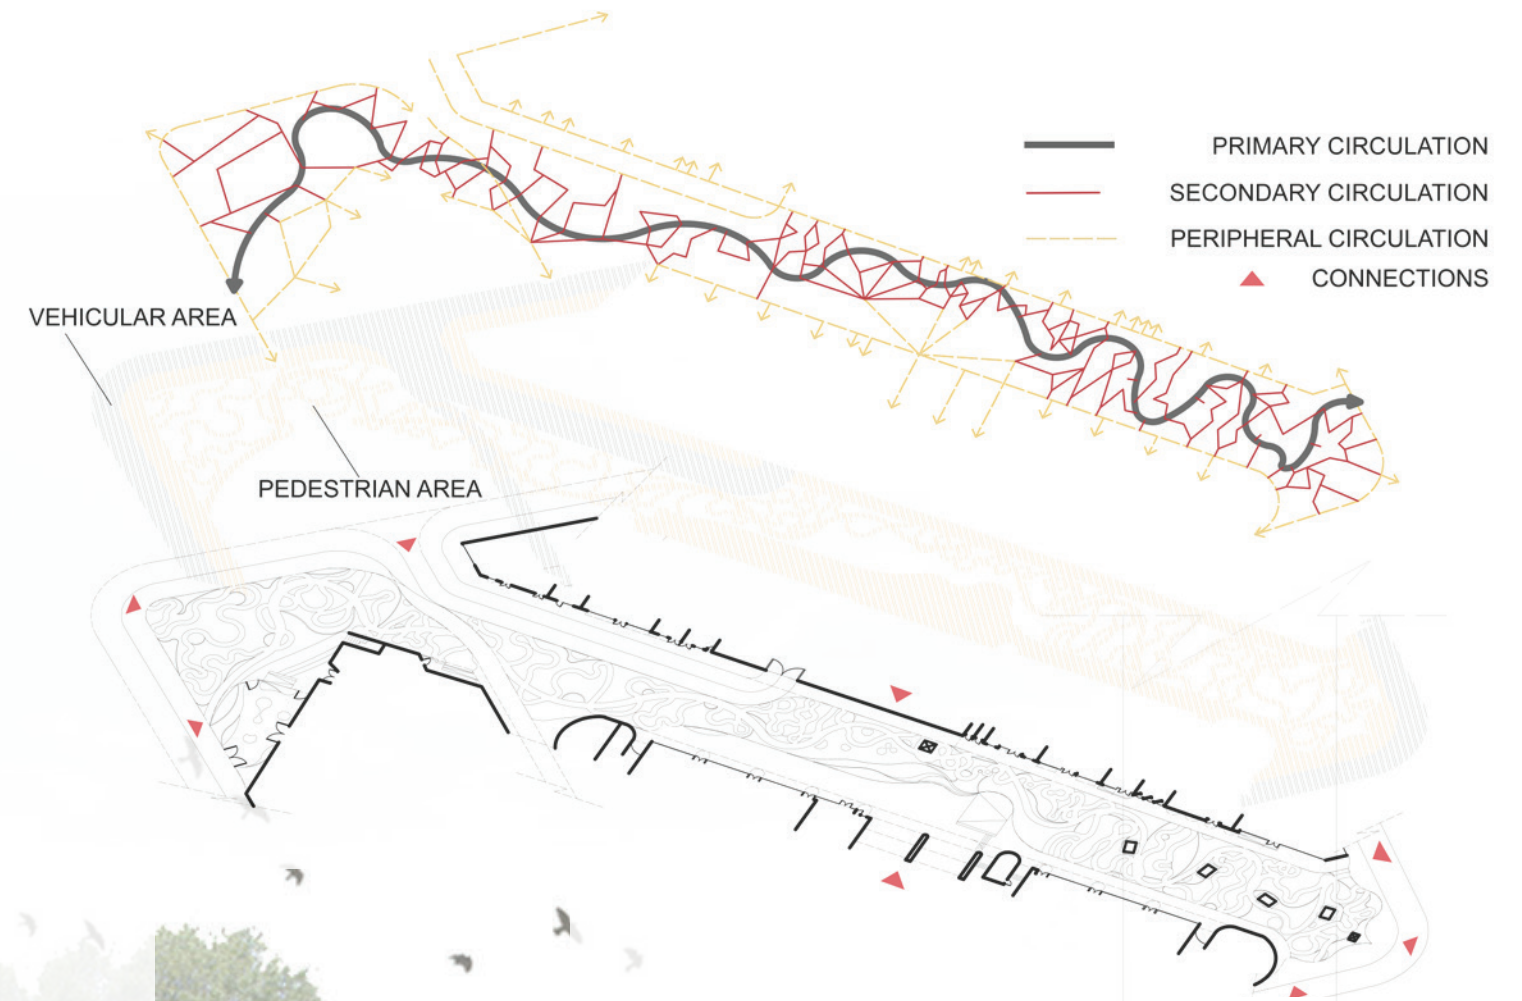 PRIMARY CIRCULATION
SECONDARY CIRCULATION
PERIPHERAL CIRCULATION
CONNECTIONS
VEHICULAR AREA
PEDESTRIAN AREA